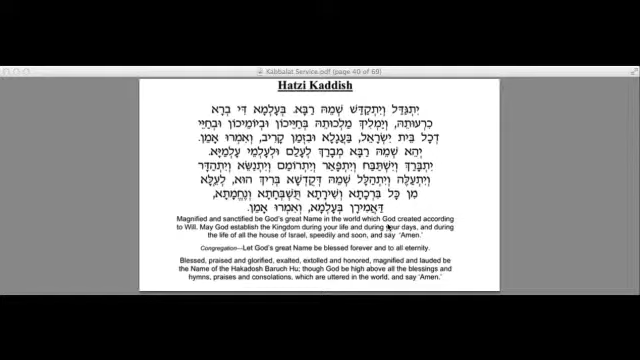 Kabbalat.Service.pdf (page 40 of 69)
Hatzi Kaddish
יִתְגַּדַּל וְיִתְקַדַּשׁ שְׁמֵהּ רַבָּא. בְּעָלְמָא דִּי בְרָא
כִרְעוּתֵהּ, וְיַמְלִיךְ מַלְכוּתֵהּ בְּחַיֵּיכוֹן וּבְיוֹמֵיכוֹן וּבְחַיֵּי
דְכָל בֵּית יִשְׂרָאֵל, בַּעֲגָלָא וּבִזְמַן קָרִיב, וְאִמְרוּ אָמֵן.
יְהֵא שְׁמֵהּ רַבָּא מְבָרַךְ לְעָלַם וּלְעָלְמֵי עָלְמַיָּא.
יִתְבָּרַךְ וְיִשְׁתַּבַּח וְיִתְפָּאַר וְיִתְרוֹמַם וְיִתְנַשֵּׂא וְיִתְהַדָּר
וְיִתְעַלֶּה וְיִתְהַלַּל שְׁמֵהּ דְּקֻדְשָׁא בְּרִיךְ הוּא, לְעֵלָּא
מִן כָּל בִּרְכָתָא וְשִׁירָתָא תֻּשְׁבְּחָתָא וְנֶחֱמָתָא,
דַּאֲמִירָן בְּעָלְמָא, וְאִמְרוּ אָמֵן.
Magnified and sanctified be God's great Name in the world which God created according
to Will. May God establish the Kingdom during your life and during your days, and during
the life of all the house of Israel, speedily and soon, and say 'Amen.'
Congregation—Let God's great Name be blessed forever and to all eternity.
Blessed, praised and glorified, exalted, extolled and honored, magnified and lauded be
the Name of the Hakadosh Baruch Hu; though God be high above all the blessings and
hymns, praises and consolations, which are uttered in the world, and say 'Amen.'